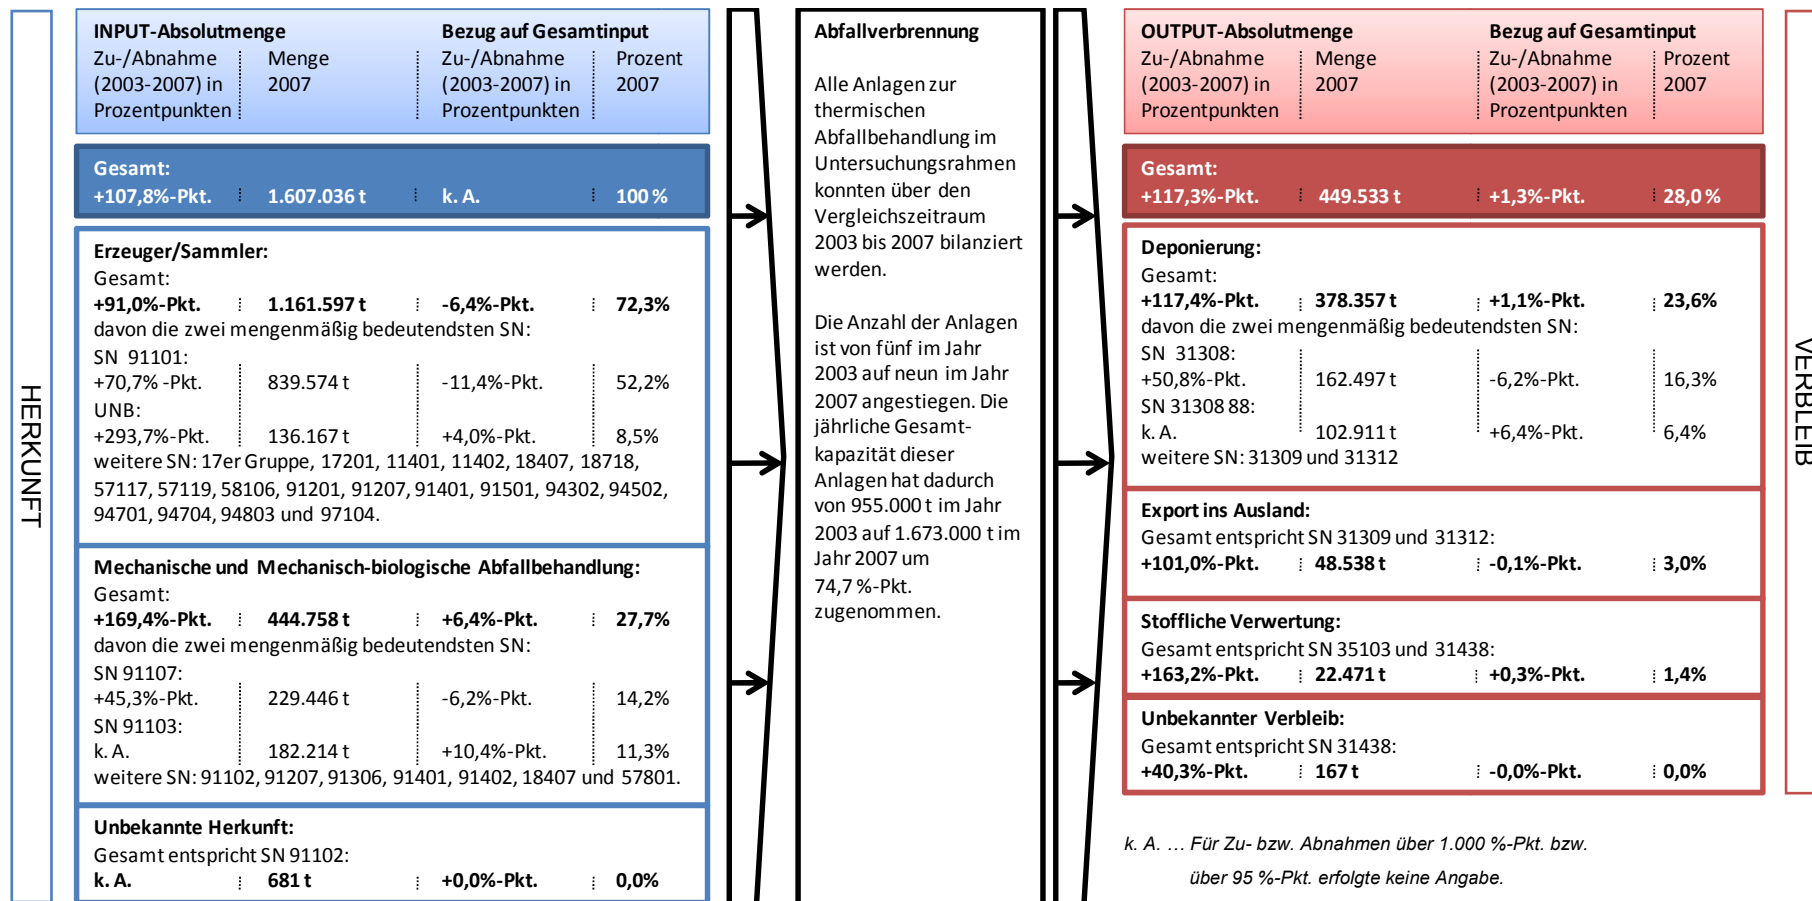 HERKUNFT
INPUT-Absolutmenge Bezug auf Gesamtinput
Zu-/Abnahme Menge Zu-/Abnahme Prozent
(2003-2007) in 2007 (2003-2007) in 2007
Prozentpunkten Prozentpunkten
Gesamt:
+107,8%-Pkt. 1.607.036 t k. A. 100 %
Erzeuger/Sammler:
Gesamt:
+91,0%-Pkt. 1.161.597 t -6,4%-Pkt. 72,3%
davon die zwei mengenmäßig bedeutendsten SN:
SN 91101:
+70,7% -Pkt. 839.574 t -11,4%-Pkt. 52,2%
UNB:
+293,7%-Pkt. 136.167 t +4,0%-Pkt. 8,5%
weitere SN: 17er Gruppe, 17201, 11401, 11402, 18407, 18718,
57117, 57119, 58106, 91201, 91207, 91401, 91501, 94302, 94502,
94701, 94704, 94803 und 97104.
Mechanische und Mechanisch-biologische Abfallbehandlung:
Gesamt:
+169,4%-Pkt. 444.758 t +6,4%-Pkt. 27,7%
davon die zwei mengenmäßig bedeutendsten SN:
SN 91107:
+45,3%-Pkt. 229.446 t -6,2%-Pkt. 14,2%
SN 91103:
k. A. 182.214 t +10,4%-Pkt. 11,3%
weitere SN: 91102, 91207, 91306, 91401, 91402, 18407 und 57801.
Unbekannte Herkunft:
Gesamt entspricht SN 91102:
k. A. 681 t +0,0%-Pkt. 0,0%
Abfallverbrennung
Alle Anlagen zur
thermischen
Abfallbehandlung im
Untersuchungsrahmen
konnten über den
Vergleichszeitraum
2003 bis 2007 bilanziert
werden.
Die Anzahl der Anlagen
ist von fünf im Jahr
2003 auf neun im Jahr
2007 angestiegen. Die
jährliche Gesamt-
kapazität dieser
Anlagen hat dadurch
von 955.000 t im Jahr
2003 auf 1.673.000 t im
Jahr 2007 um
74,7 %-Pkt.
zugenommen.
OUTPUT-Absolutmenge Bezug auf Gesamtinput
Zu-/Abnahme Menge Zu-/Abnahme Prozent
(2003-2007) in 2007 (2003-2007) in 2007
Prozentpunkten Prozentpunkten
Gesamt:
+117,3%-Pkt. 449.533 t +1,3%-Pkt. 28,0 %
Deponierung:
Gesamt:
+117,4%-Pkt. 378.357 t +1,1%-Pkt. 23,6%
davon die zwei mengenmäßig bedeutendsten SN:
SN 31308:
+50,8%-Pkt. 162.497 t -6,2%-Pkt. 16,3%
SN 31308 88:
k. A. 102.911 t +6,4%-Pkt. 6,4%
weitere SN: 31309 und 31312
Export ins Ausland:
Gesamt entspricht SN 31309 und 31312:
+101,0%-Pkt. 48.538 t -0,1%-Pkt. 3,0%
Stoffliche Verwertung:
Gesamt entspricht SN 35103 und 31438:
+163,2%-Pkt. 22.471 t +0,3%-Pkt. 1,4%
Unbekannter Verbleib:
Gesamt entspricht SN 31438:
+40,3%-Pkt. 167 t -0,0%-Pkt. 0,0%
k. A. … Für Zu- bzw. Abnahmen über 1.000 %-Pkt. bzw.
über 95 %-Pkt. erfolgte keine Angabe.
VERBLEIB